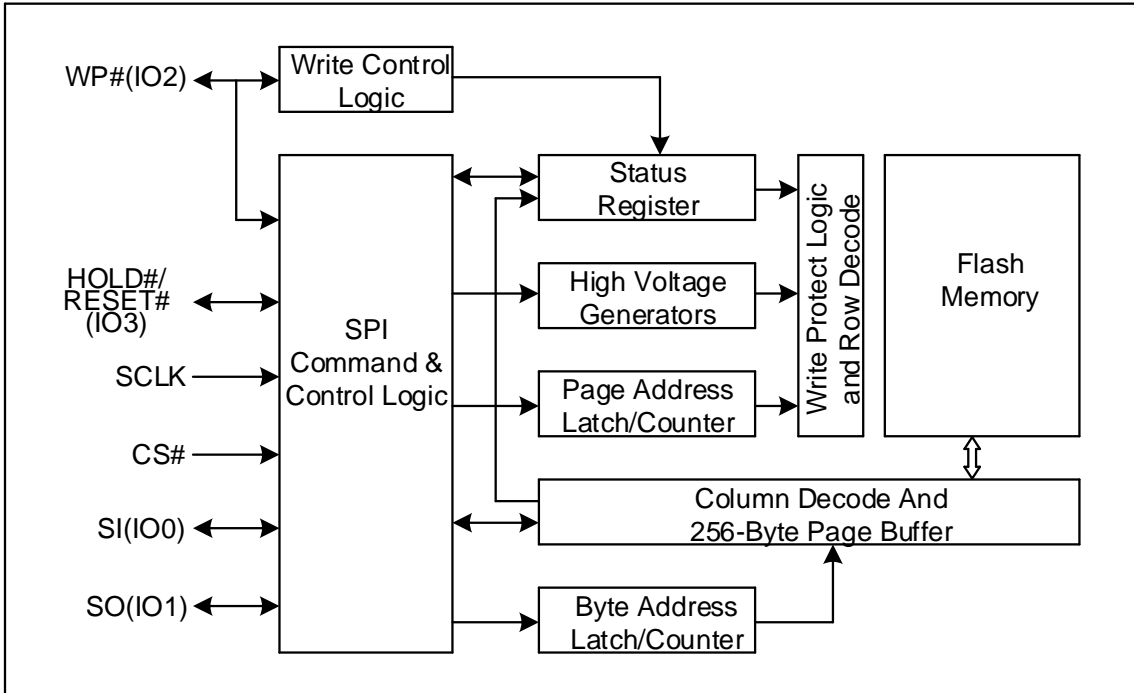 WP#(IO2)
Write Control
Logic
HOLD#/
RESET#
(IO3)
SCLK
CS#
SI(IO0)
SO(IO1)
SPI
Command &
Control Logic
Status
Register
High Voltage
Generators
Page Address
Latch/Counter
Write Protect Logic
and Row Decode
Flash
Memory
Column Decode And
256-Byte Page Buffer
Byte Address
Latch/Counter